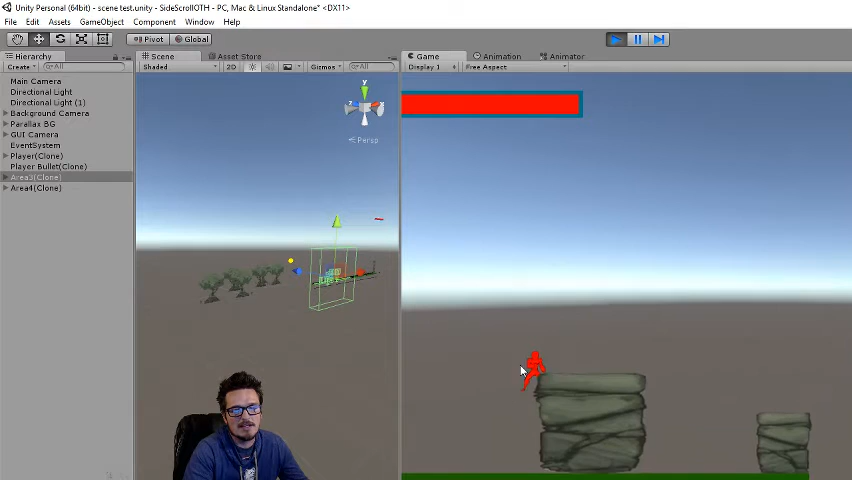 Unity Personal (64bit) - scene test.unity - SideScrollOTH - PC, Mac & Linux Standalone* <DX11>
File Edit Assets GameObject Component Window Help
Pivot Global
Hierarchy Scene Asset Store Game Animation Animator
Create All Shaded 2D Gizmos All Display 1 Free Aspect
Main Camera
Directional Light
Directional Light (1)
Background Camera
Parallax BG
GUI Camera
EventSystem
Player(Clone)
Player Bullet(Clone)
Area3(Clone)
Area4(Clone)
y
z x
Persp